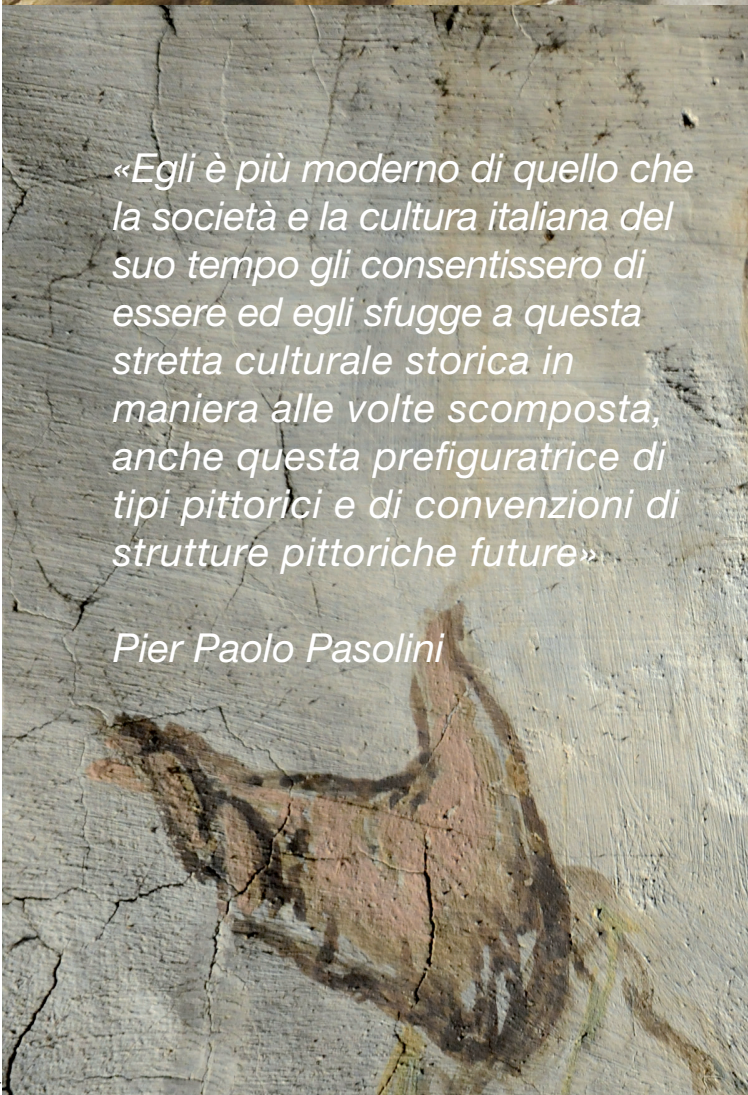 «Egli è più moderno di quello che
la società e la cultura italiana del
suo tempo gli consentissero di
essere ed egli sfugge a questa
stretta culturale storica in
maniera alle volte scomposta,
anche questa prefiguratrice di
tipi pittorici e di convenzioni di
strutture pittoriche future»
Pier Paolo Pasolini